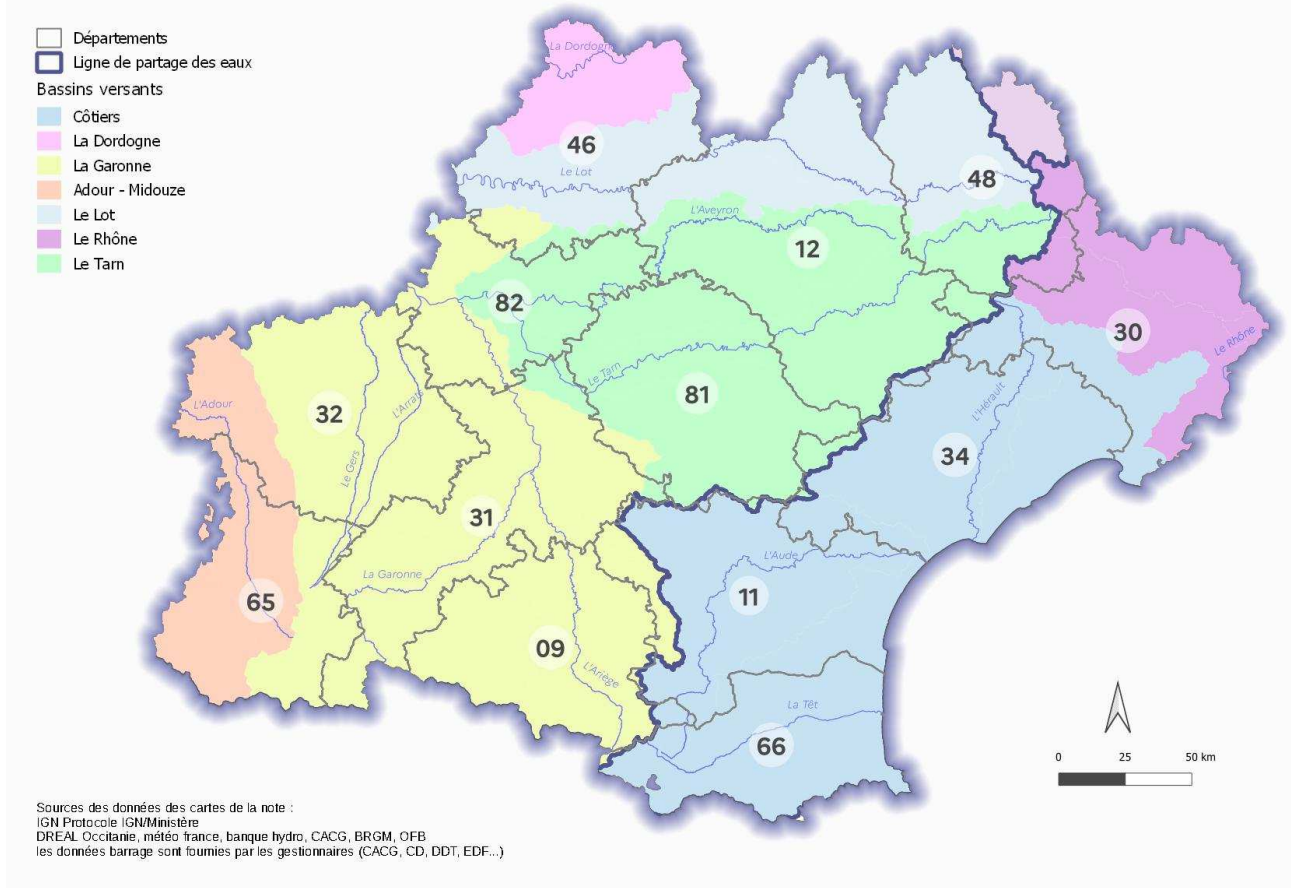 Départements
Ligne de partage des eaux
Bassins versants
Côtiers
La Dordogne
La Garonne
Adour - Midouze
Le Lot
Le Rhône
Le Tarn
La Dordogne
46
Le Lot
48
L'Aveyron
12
82
30
Le Rhône
Le Tarn
81
L'Adour
32
L'Arrats
L'Hérault
34
Le Gers
31
L'Aude
La Garonne
65
11
09
L'Ariège
La Têt
66
0 25 50 km
Sources des données des cartes de la note :
IGN Protocole IGN/Ministère
DREAL Occitanie, météo france, banque hydro, CACG, BRGM, OFB
les données barrage sont fournies par les gestionnaires (CACG, CD, DDT, EDF...)